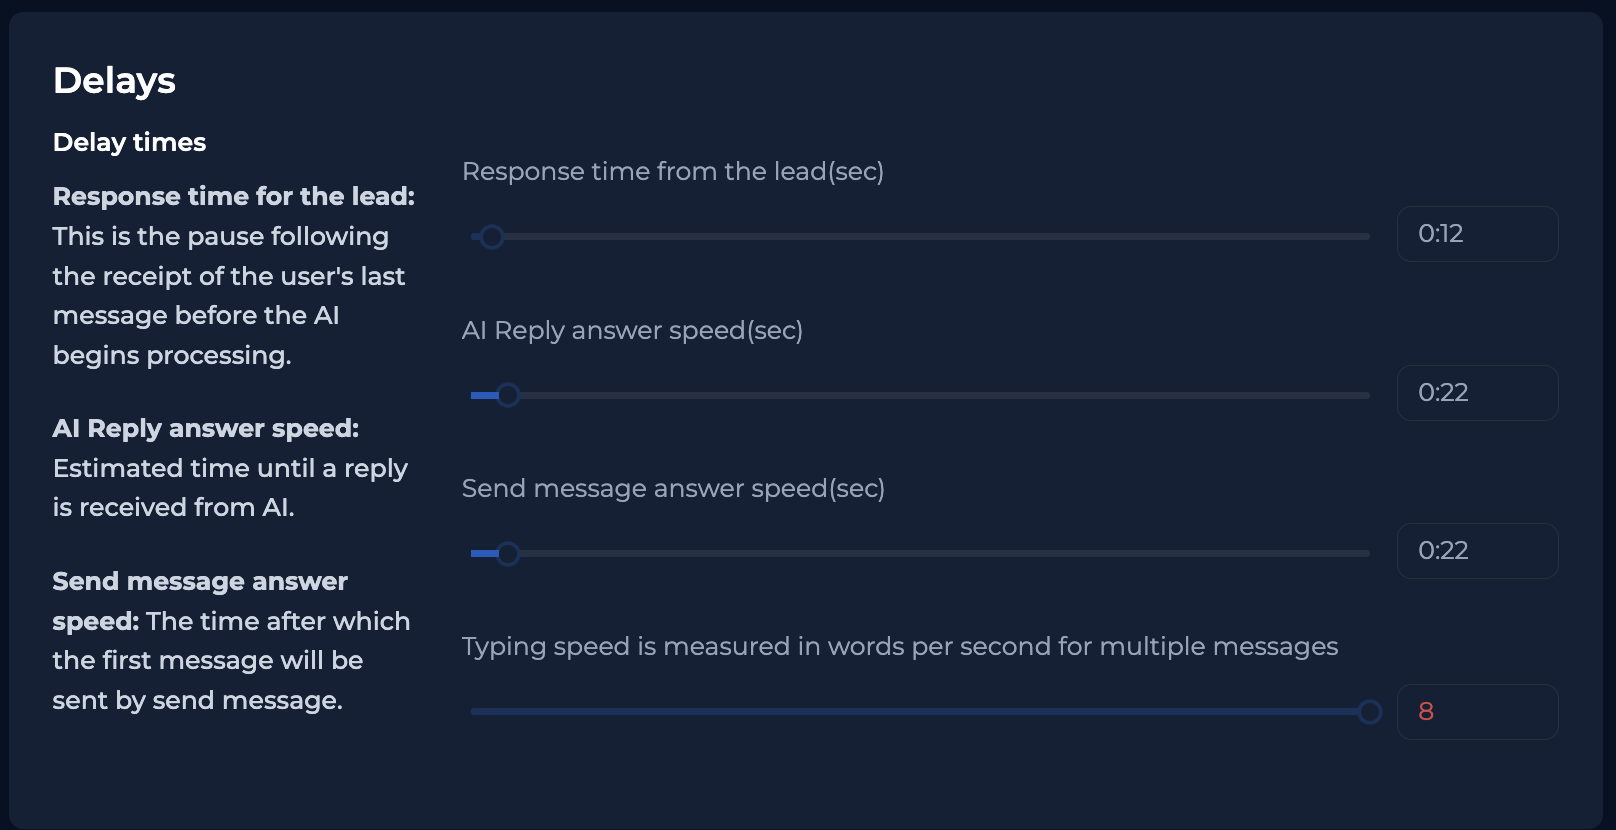 Delays
Delay times
Response time for the lead:
This is the pause following
the receipt of the user's last
message before the AI
begins processing.
AI Reply answer speed:
Estimated time until a reply
is received from AI.
Send message answer
speed: The time after which
the first message will be
sent by send message.
Response time from the lead(sec)
0:12
AI Reply answer speed(sec)
0:22
Send message answer speed(sec)
0:22
Typing speed is measured in words per second for multiple messages
8